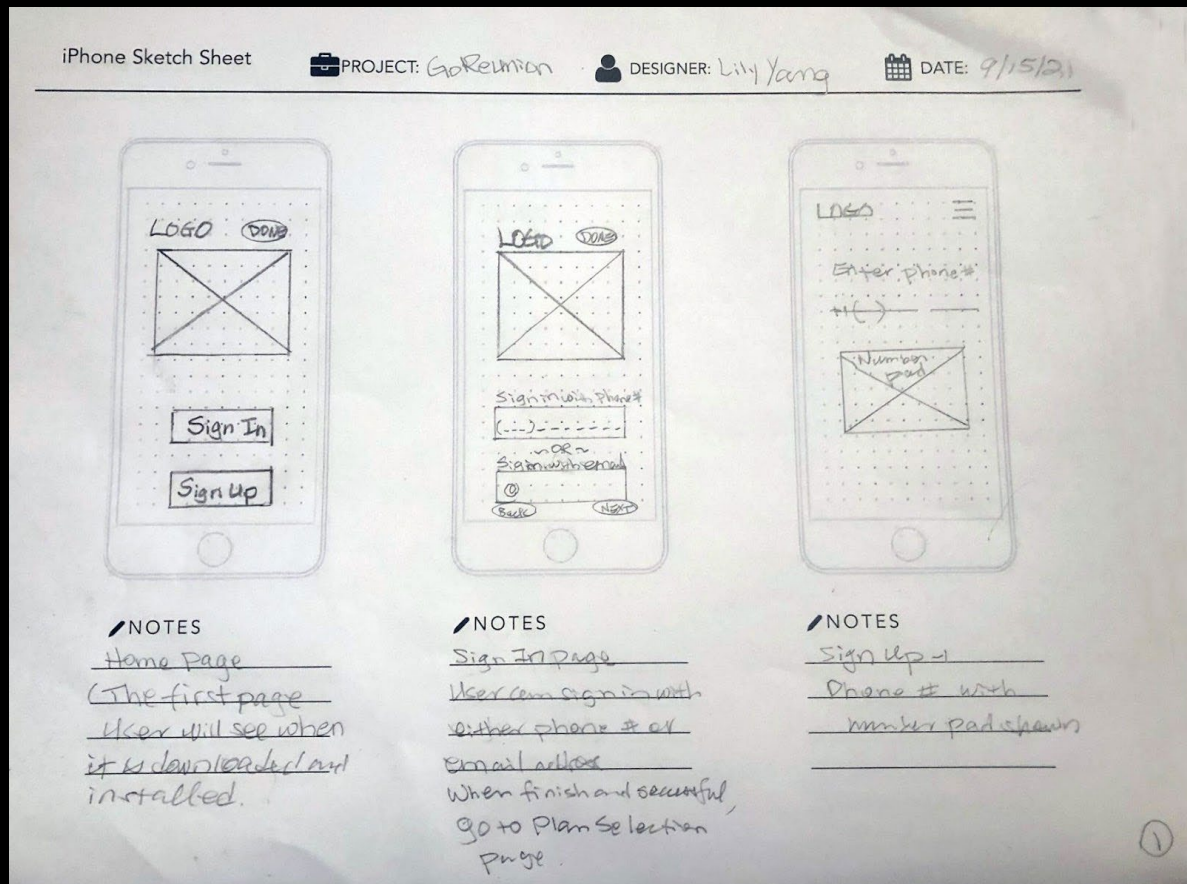 iPhone Sketch Sheet
PROJECT: GoReunion
DESIGNER: Lily Yang
DATE: 9/15/21
LOGO DONE
Sign In
Sign Up
NOTES
Home page
(The first page
User will see when
it is downloaded and
installed.
LOGO DONE
Sign in with Phone#
(---)-------
~OR~
Sign with email
@
Back NEXT
NOTES
Sign In page
User can sign in with
either phone # or
email
When finish and successful,
go to Plan Selection
page.
LOGO
Enter phone#
+1( )
Number
pad
NOTES
Sign Up -1
Phone # with
number pad shown
1